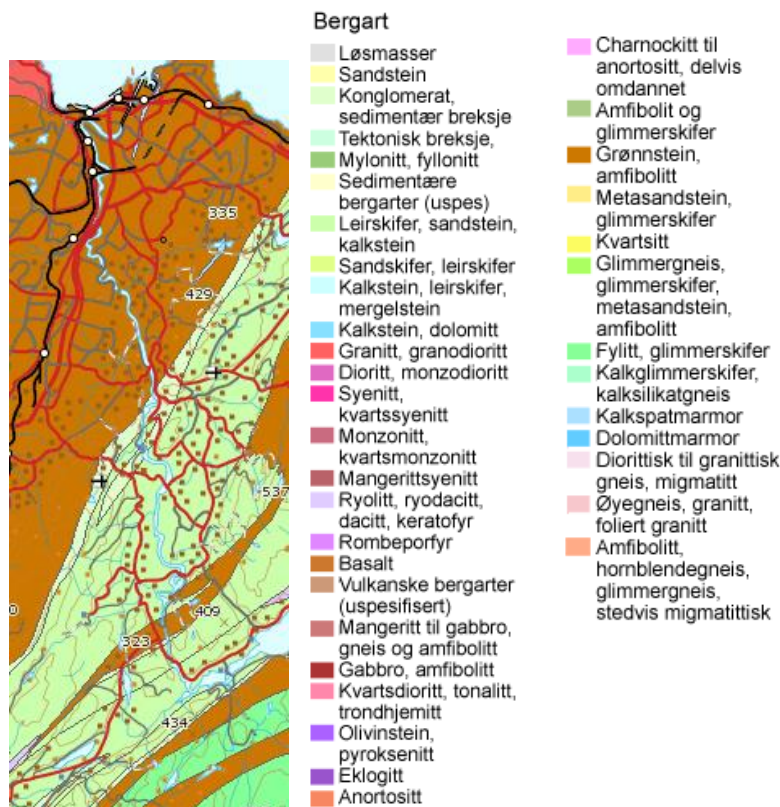 Bergart
Løsmasser
Sandstein
Konglomerat,
sedimentær breksje
Tektonisk breksje,
Mylonitt, fyllonitt
Sedimentære
bergarter (uspes)
Leirskifer, sandstein,
kalkstein
Sandskifer, leirskifer
Kalkstein, leirskifer,
mergelstein
Kalkstein, dolomitt
Granitt, granodioritt
Dioritt, monzodioritt
Syenitt,
kvartssyenitt
Monzonitt,
kvartsmonzonitt
Mangerittsyenitt
Ryolitt, ryodacitt,
dacitt, keratofyr
Rombeporfyr
Basalt
Vulkanske bergarter
(uspesifisert)
Mangeritt til gabbro,
gneis og amfibolitt
Gabbro, amfibolitt
Kvartsdioritt, tonalitt,
trondhjemitt
Olivinstein,
pyroksenitt
Eklogitt
Anortositt
Charnockitt til
anortositt, delvis
omdannet
Amfibolit og
glimmerskifer
Grønnstein,
amfibolitt
Metasandstein,
glimmerskifer
Kvartsitt
Glimmergneis,
glimmerskifer,
metasandstein,
amfibolitt
Fylitt, glimmerskifer
Kalkglimmerskifer,
kalksilikatgneis
Kalkspatmarmor
Dolomittmarmor
Diorittisk til granittisk
gneis, migmatitt
Øyegneis, granitt,
foliert granitt
Amfibolitt,
hornblendegneis,
glimmergneis,
stedvis migmatittisk
335
429
537
409
323
434